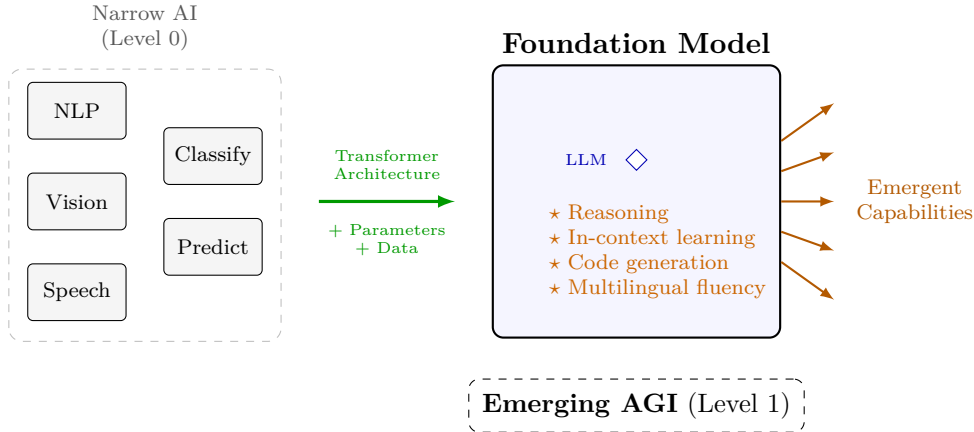 Narrow AI
(Level 0)
NLP
Vision
Speech
Classify
Predict
Transformer
Architecture
+ Parameters
+ Data
Foundation Model
LLM
⋆ Reasoning
⋆ In-context learning
⋆ Code generation
⋆ Multilingual fluency
Emergent
Capabilities
Emerging AGI (Level 1)